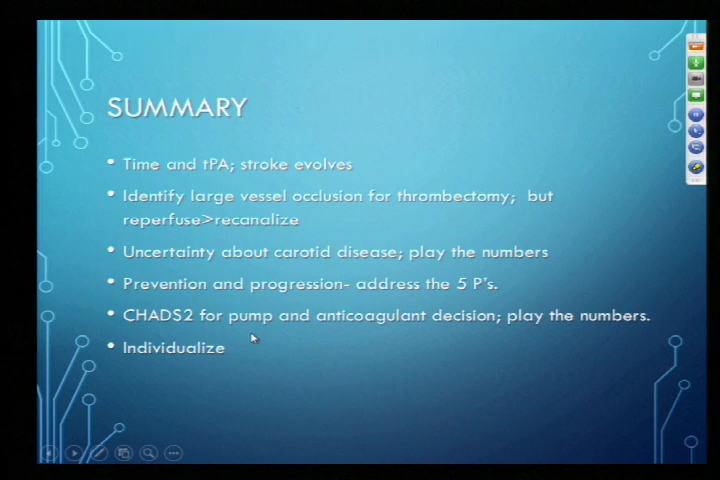 SUMMARY
• Time and tPA; stroke evolves
• Identify large vessel occlusion for thrombectomy; but
reperfuse>recanalize
• Uncertainty about carotid disease; play the numbers
• Prevention and progression- address the 5 P's.
• CHADS2 for pump and anticoagulant decision; play the numbers.
• Individualize